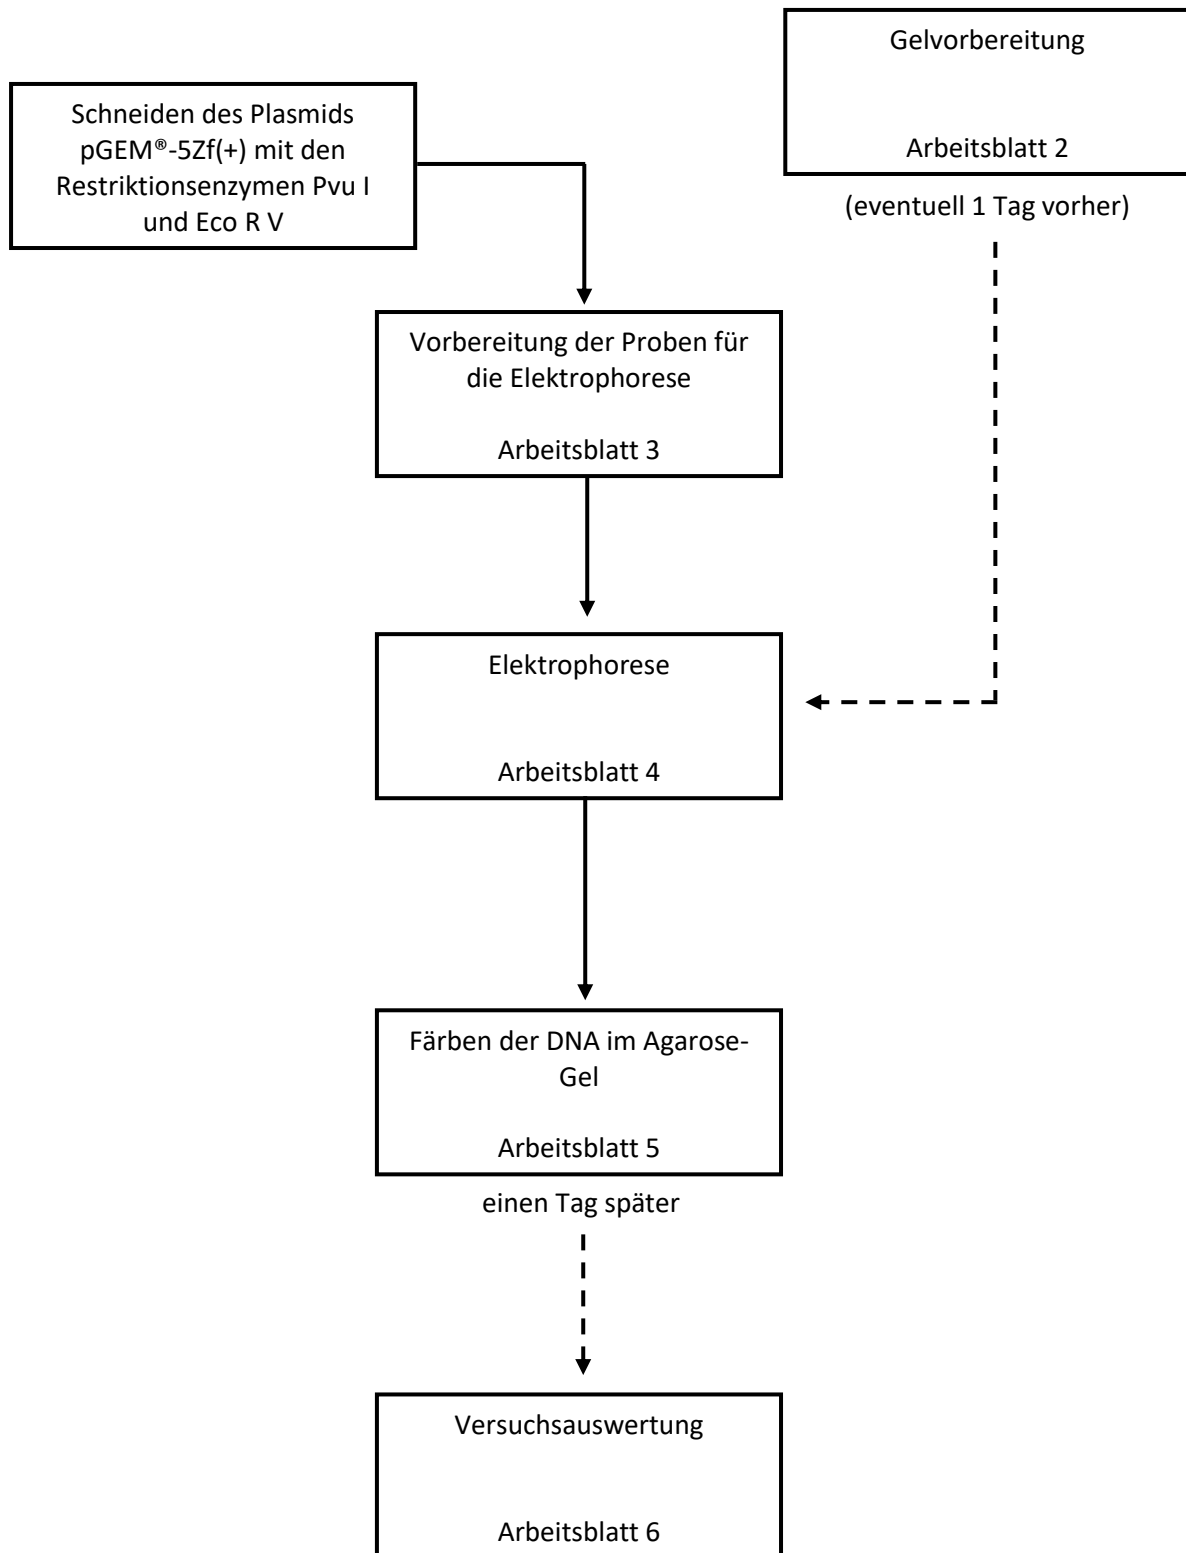 Gelvorbereitung
Arbeitsblatt 2
(eventuell 1 Tag vorher)
Schneiden des Plasmids
pGEM®-5Zf(+) mit den
Restriktionsenzymen Pvu I
und Eco R V
Vorbereitung der Proben für
die Elektrophorese
Arbeitsblatt 3
Elektrophorese
Arbeitsblatt 4
Färben der DNA im Agarose-
Gel
Arbeitsblatt 5
einen Tag später
Versuchsauswertung
Arbeitsblatt 6